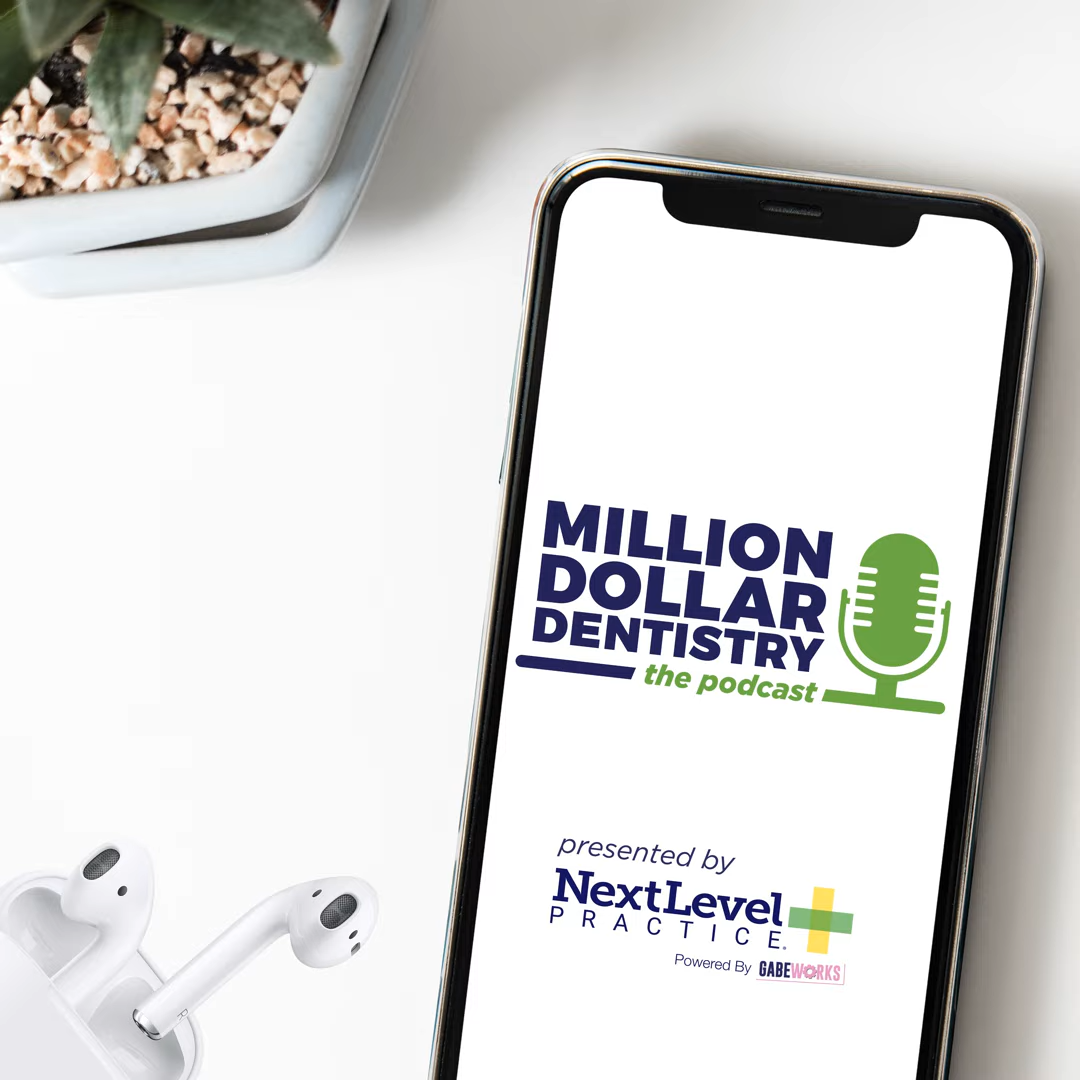 MILLION
DOLLAR
DENTISTRY
the podcast
presented by
NextLevel
PRACTICE®
Powered By GABEWORKS
R